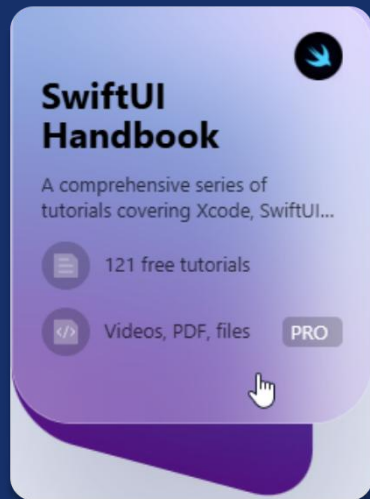 SwiftUI
Handbook
A comprehensive series of
tutorials covering Xcode, SwiftUI...
121 free tutorials
Videos, PDF, files PRO